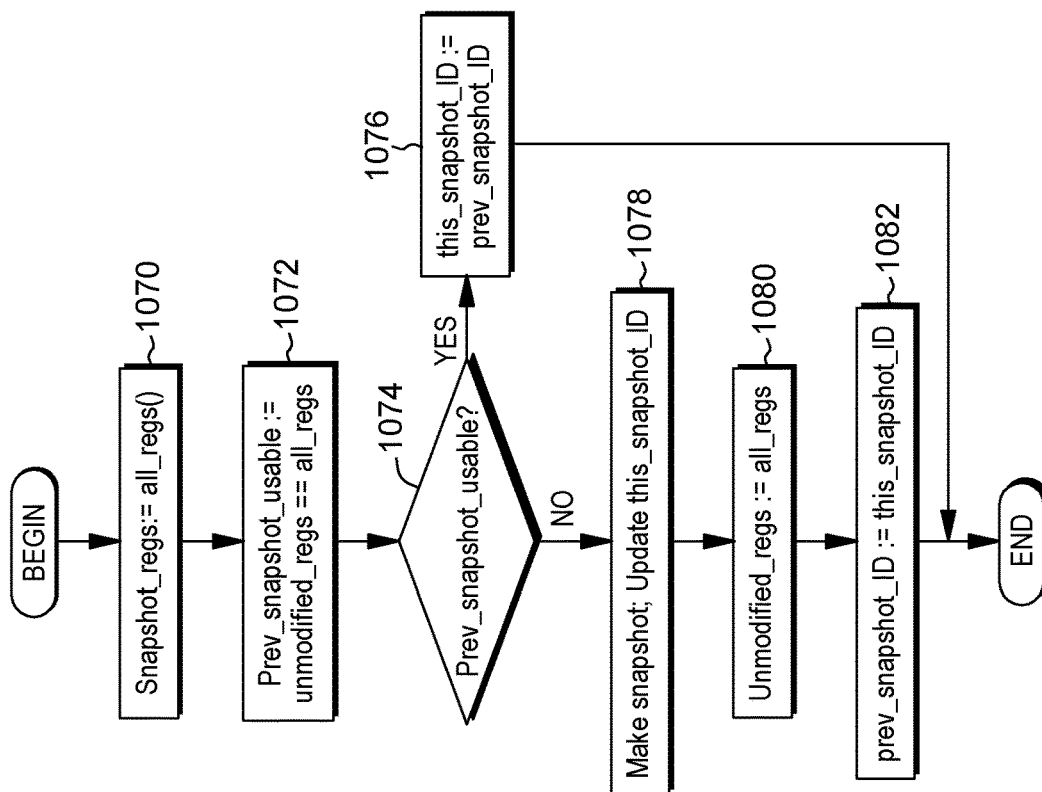 BEGIN
Snapshot_regs:= all_regs()
1070
Prev_snapshot_usable :=
unmodified_regs == all_regs
1072
Prev_snapshot_usable?
1074
YES
this_snapshot_ID :=
prev_snapshot_ID
1076
NO
Make snapshot; Update this_snapshot_ID
1078
Unmodified_regs := all_regs
1080
prev_snapshot_ID := this_snapshot_ID
1082
END